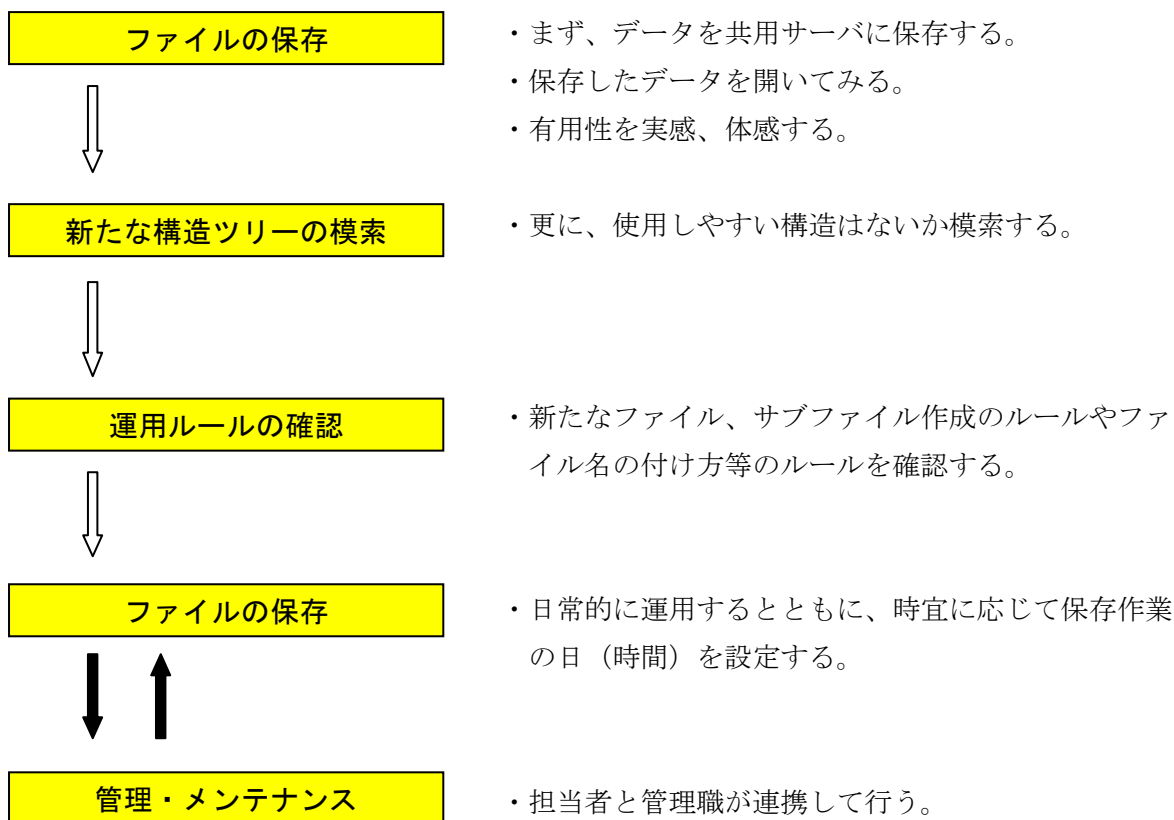 ファイルの保存
・まず、データを共用サーバに保存する。
・保存したデータを開いてみる。
・有用性を実感、体感する。
新たな構造ツリーの模索
・更に、使用しやすい構造はないか模索する。
運用ルールの確認
・新たなファイル、サブファイル作成のルールやファ
イル名の付け方等のルールを確認する。
ファイルの保存
・日常的に運用するとともに、時宜に応じて保存作業
の日（時間）を設定する。
管理・メンテナンス
・担当者と管理職が連携して行う。